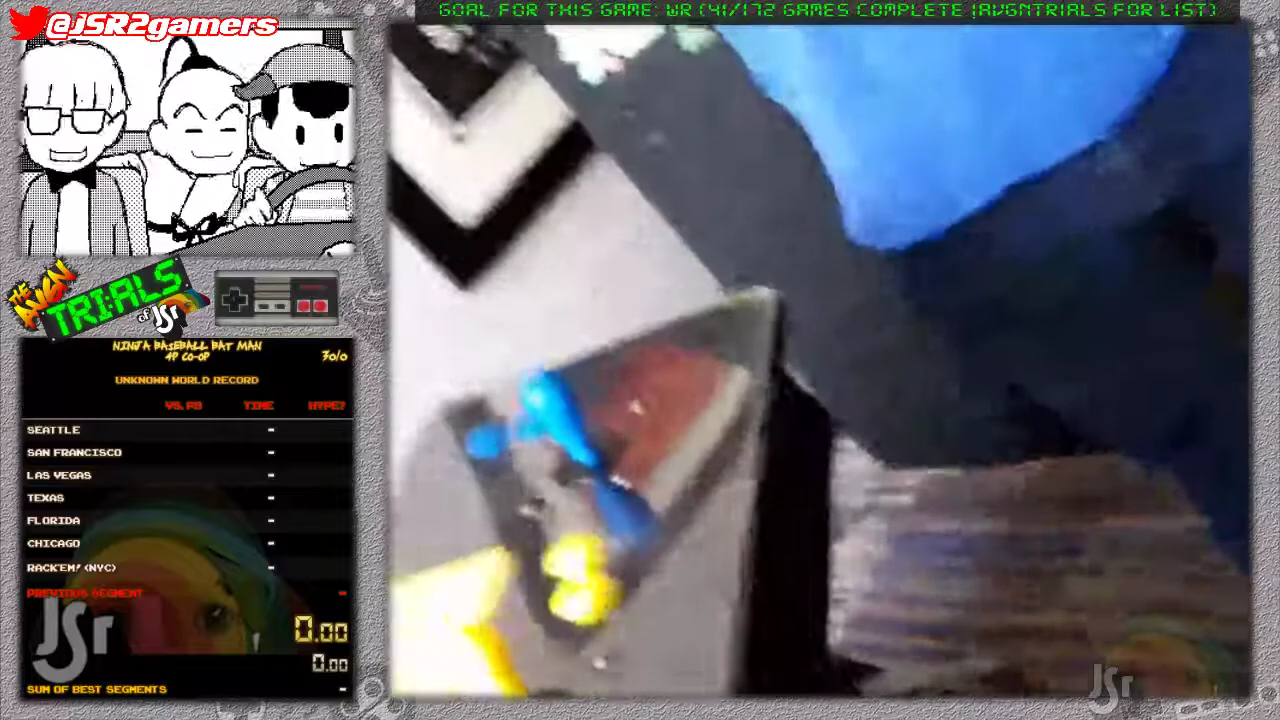 GOAL FOR THIS GAME: WR (41/172 GAMES COMPLETE !AVGNTRIALS FOR LIST)
@JSR2gamers
THE AVGN
TRIALS
of JSr
NINJA BASEBALL BAT MAN
4P CO-OP
30/0
UNKNOWN WORLD RECORD
VS. PB TIME HYPE?
SEATTLE -
SAN FRANCISCO -
LAS VEGAS -
TEXAS -
FLORIDA -
CHICAGO -
RACK'EM! (NYC) -
PREVIOUS SEGMENT -
0.00
0.00
SUM OF BEST SEGMENTS -
JSr
JSr